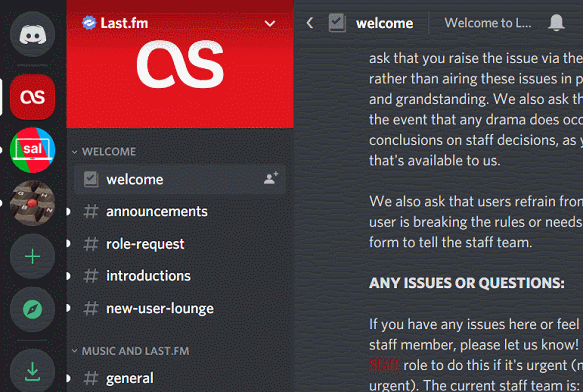 Last.fm
as
sal
WELCOME
welcome
announcements
role-request
introductions
new-user-lounge
MUSIC AND LAST.FM
general
welcome
Welcome to L...
ask that you raise the issue via the
rather than airing these issues in p
and grandstanding. We also ask th
the event that any drama does occ
conclusions on staff decisions, as y
that's available to us.
We also ask that users refrain from
user is breaking the rules or needs
form to tell the staff team.
ANY ISSUES OR QUESTIONS:
If you have any issues here or feel
staff member, please let us know!
Staff role to do this if it's urgent (n
urgent). The current staff team is: